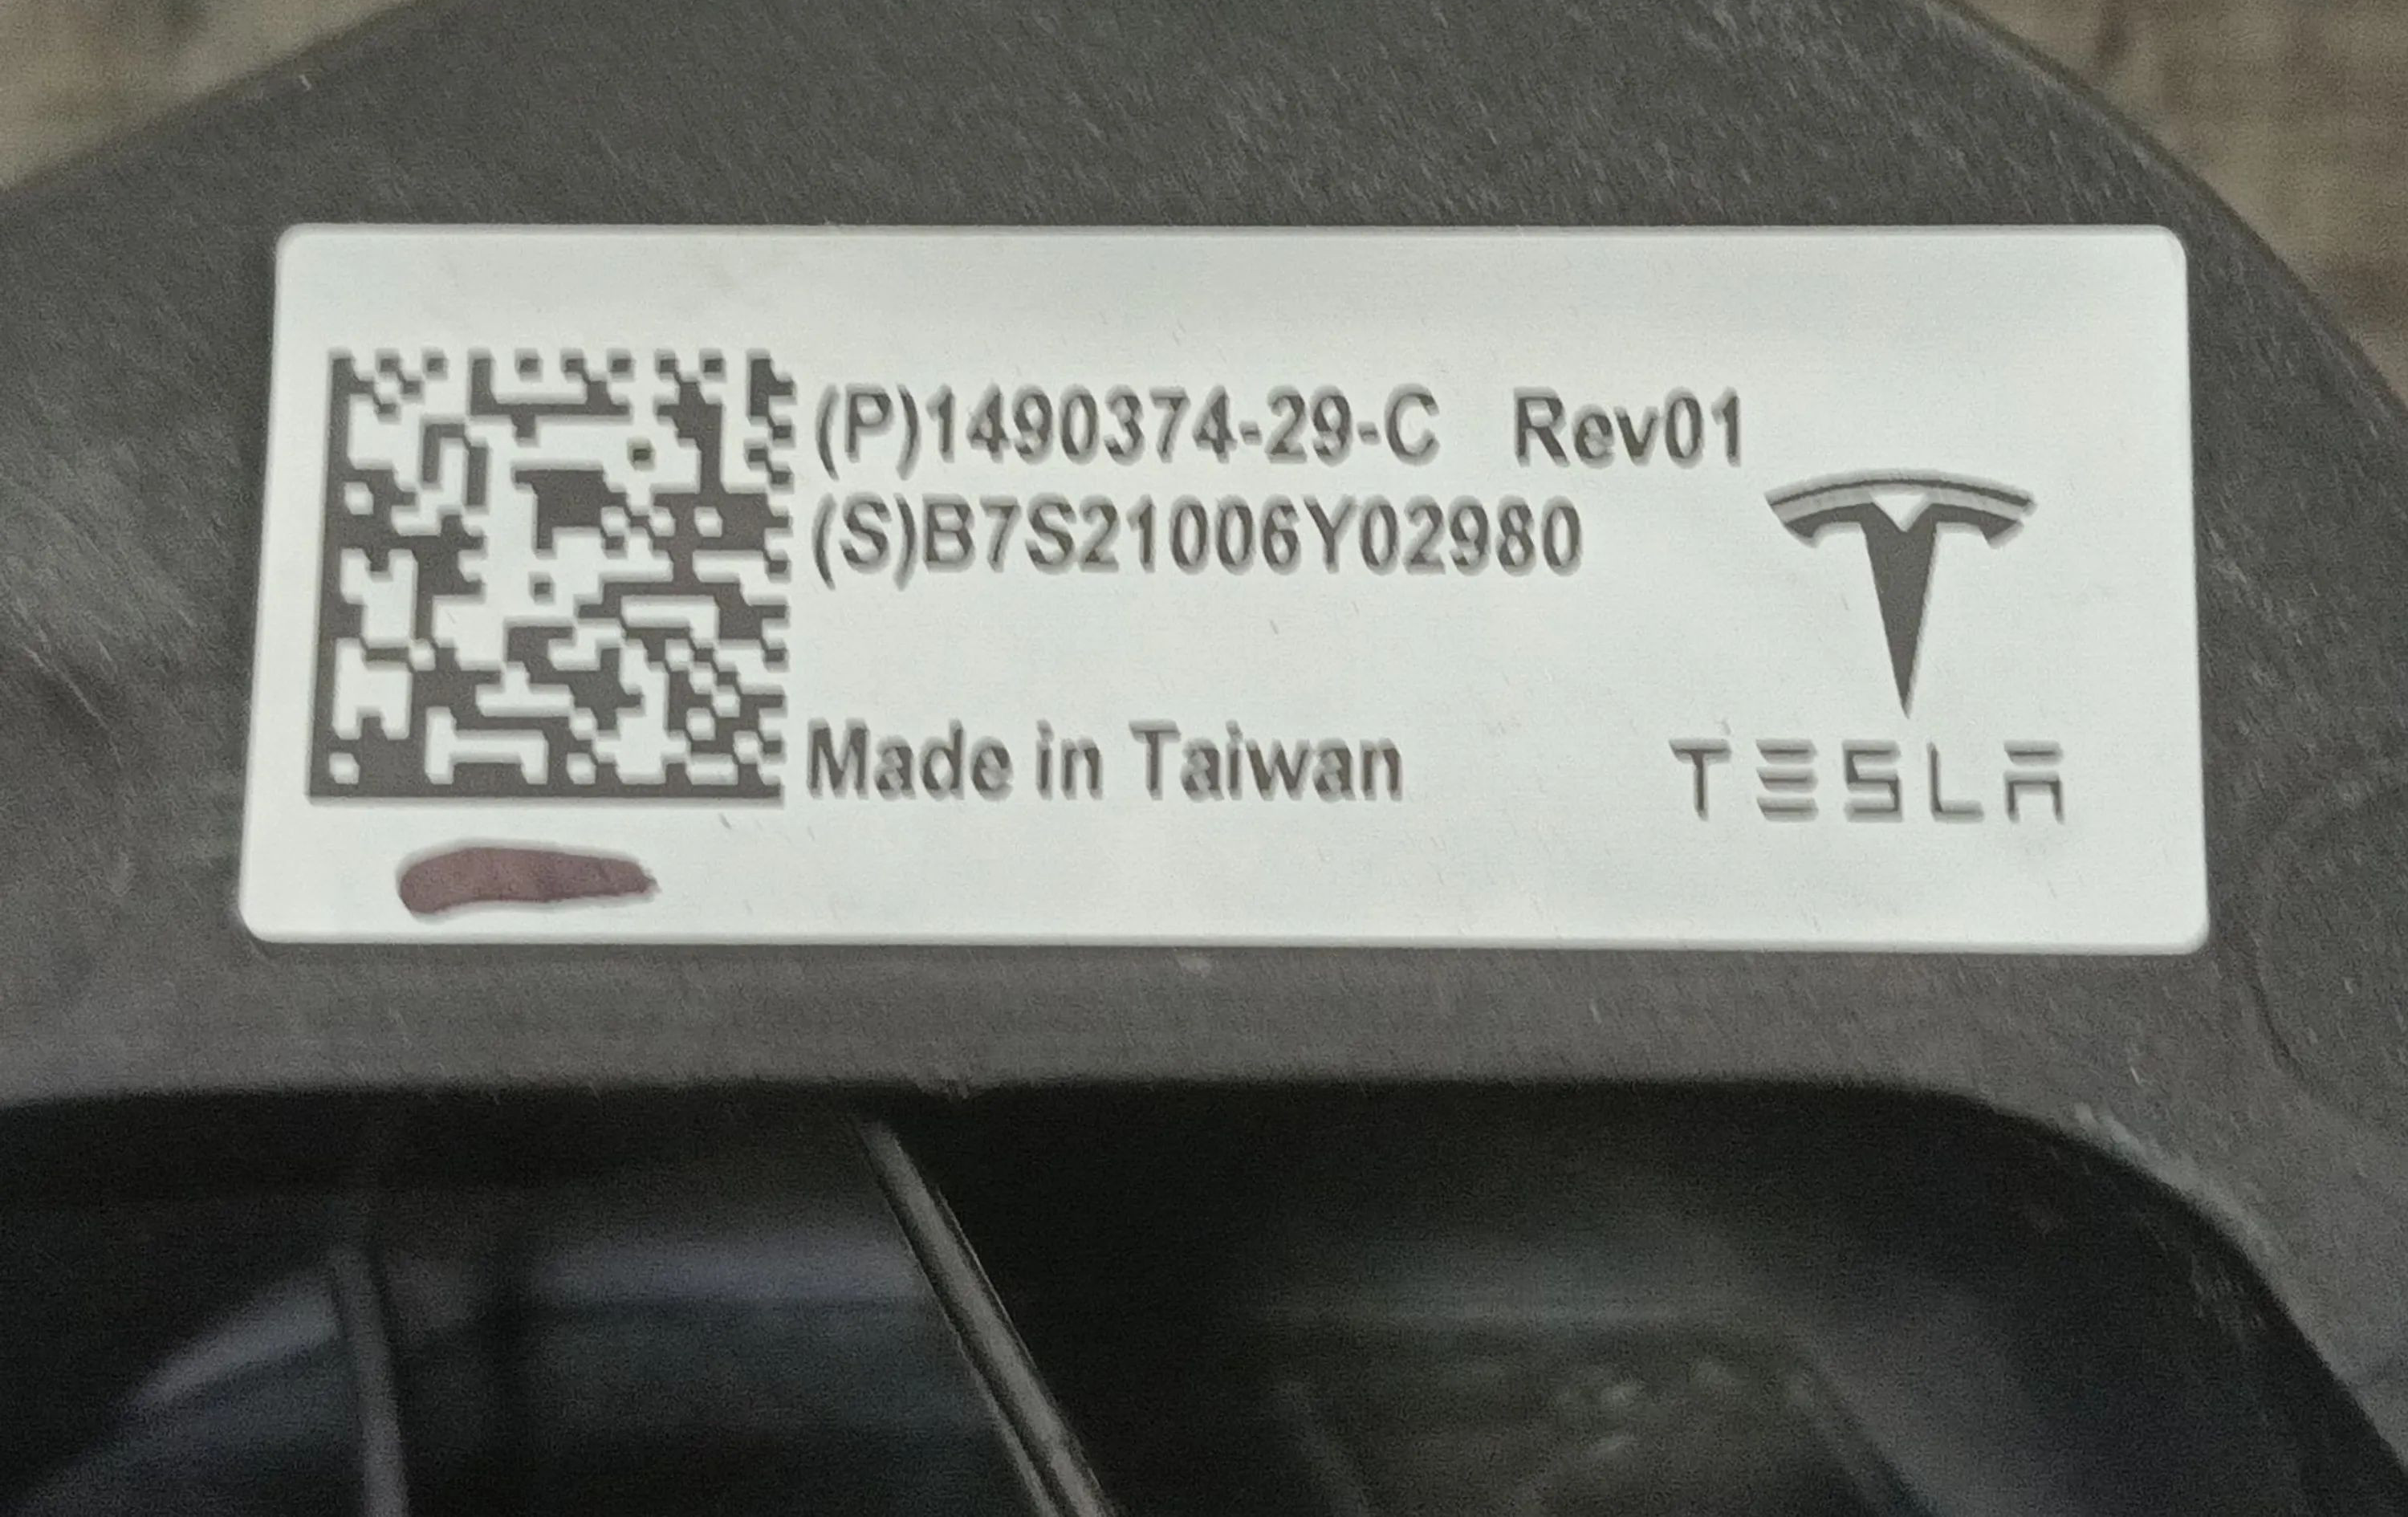 (P)1490374-29-C Rev01
(S)B7S21006Y02980
Made in Taiwan
TESLA